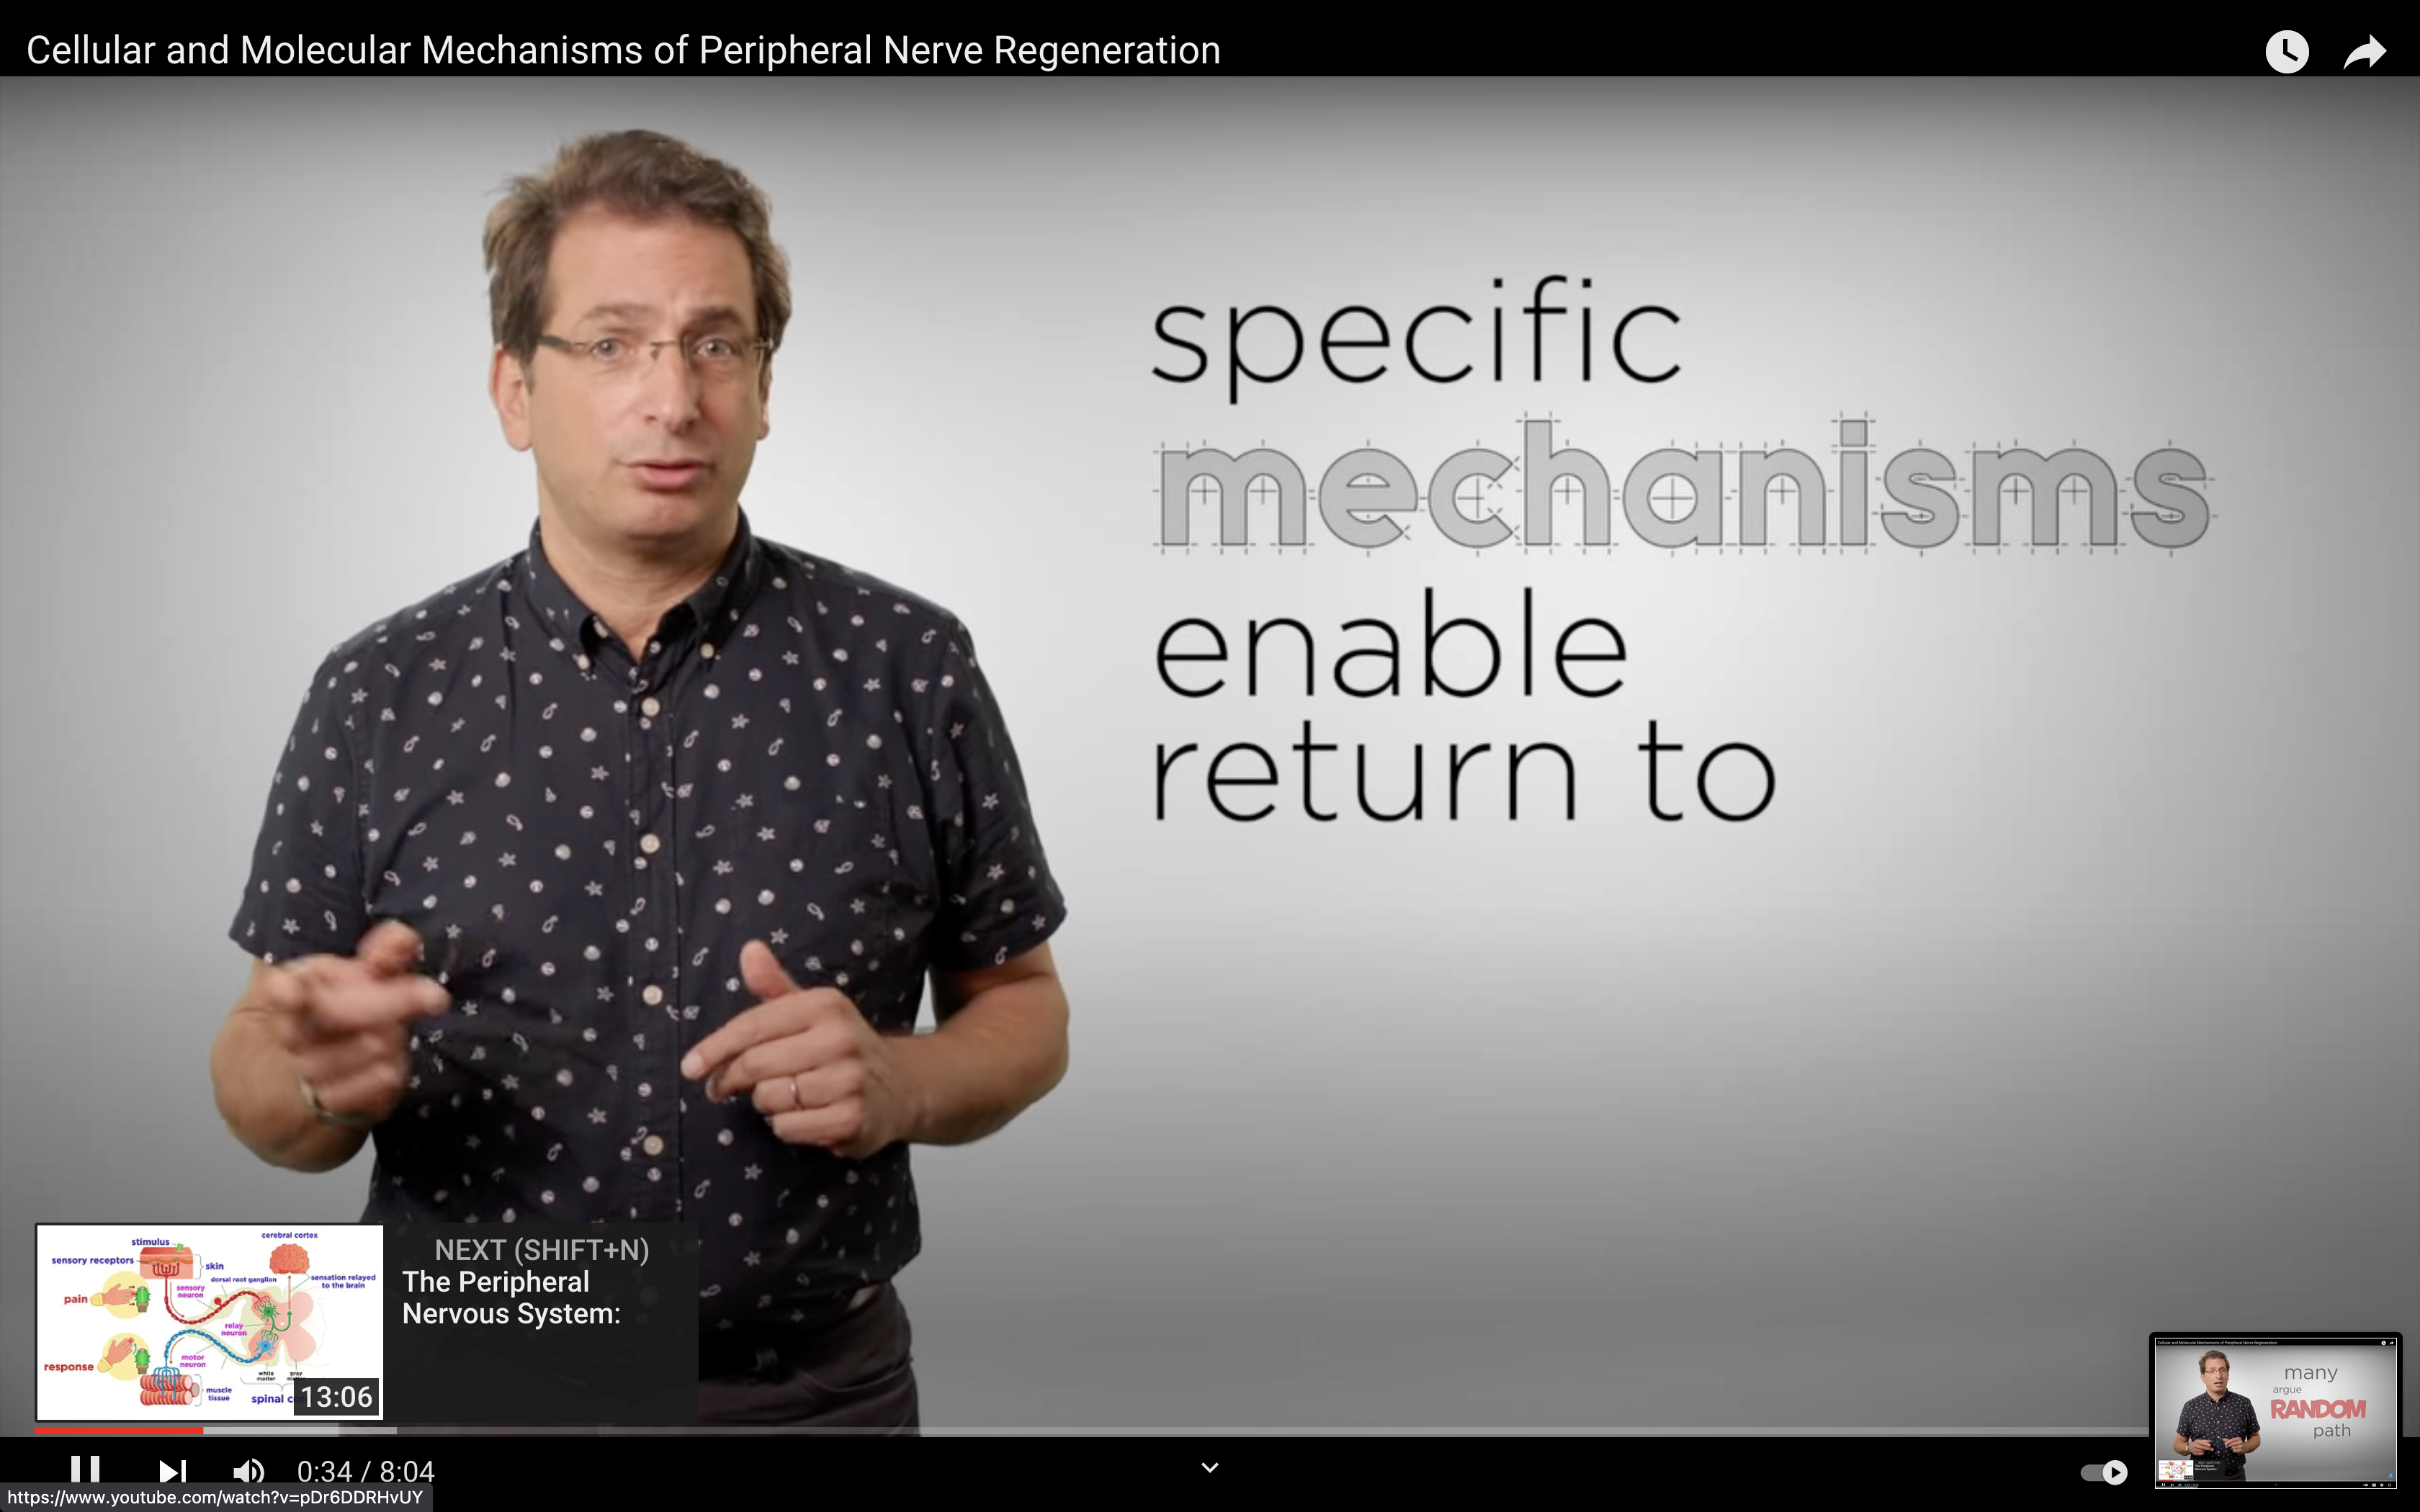 Cellular and Molecular Mechanisms of Peripheral Nerve Regeneration
specific
mechanisms
enable
return to
stimulus
cerebral cortex
sensory receptors
skin
dorsal root ganglion
sensation relayed
to the brain
sensory
neuron
pain
relay
neuron
response
motor
neuron
white
matter
gray
muscle
tissue
spinal
13:06
NEXT (SHIFT+N)
The Peripheral
Nervous System:
many
argue
RANDOM
path
0:34 / 8:04
https://www.youtube.com/watch?v=pDr6DDRHvUY